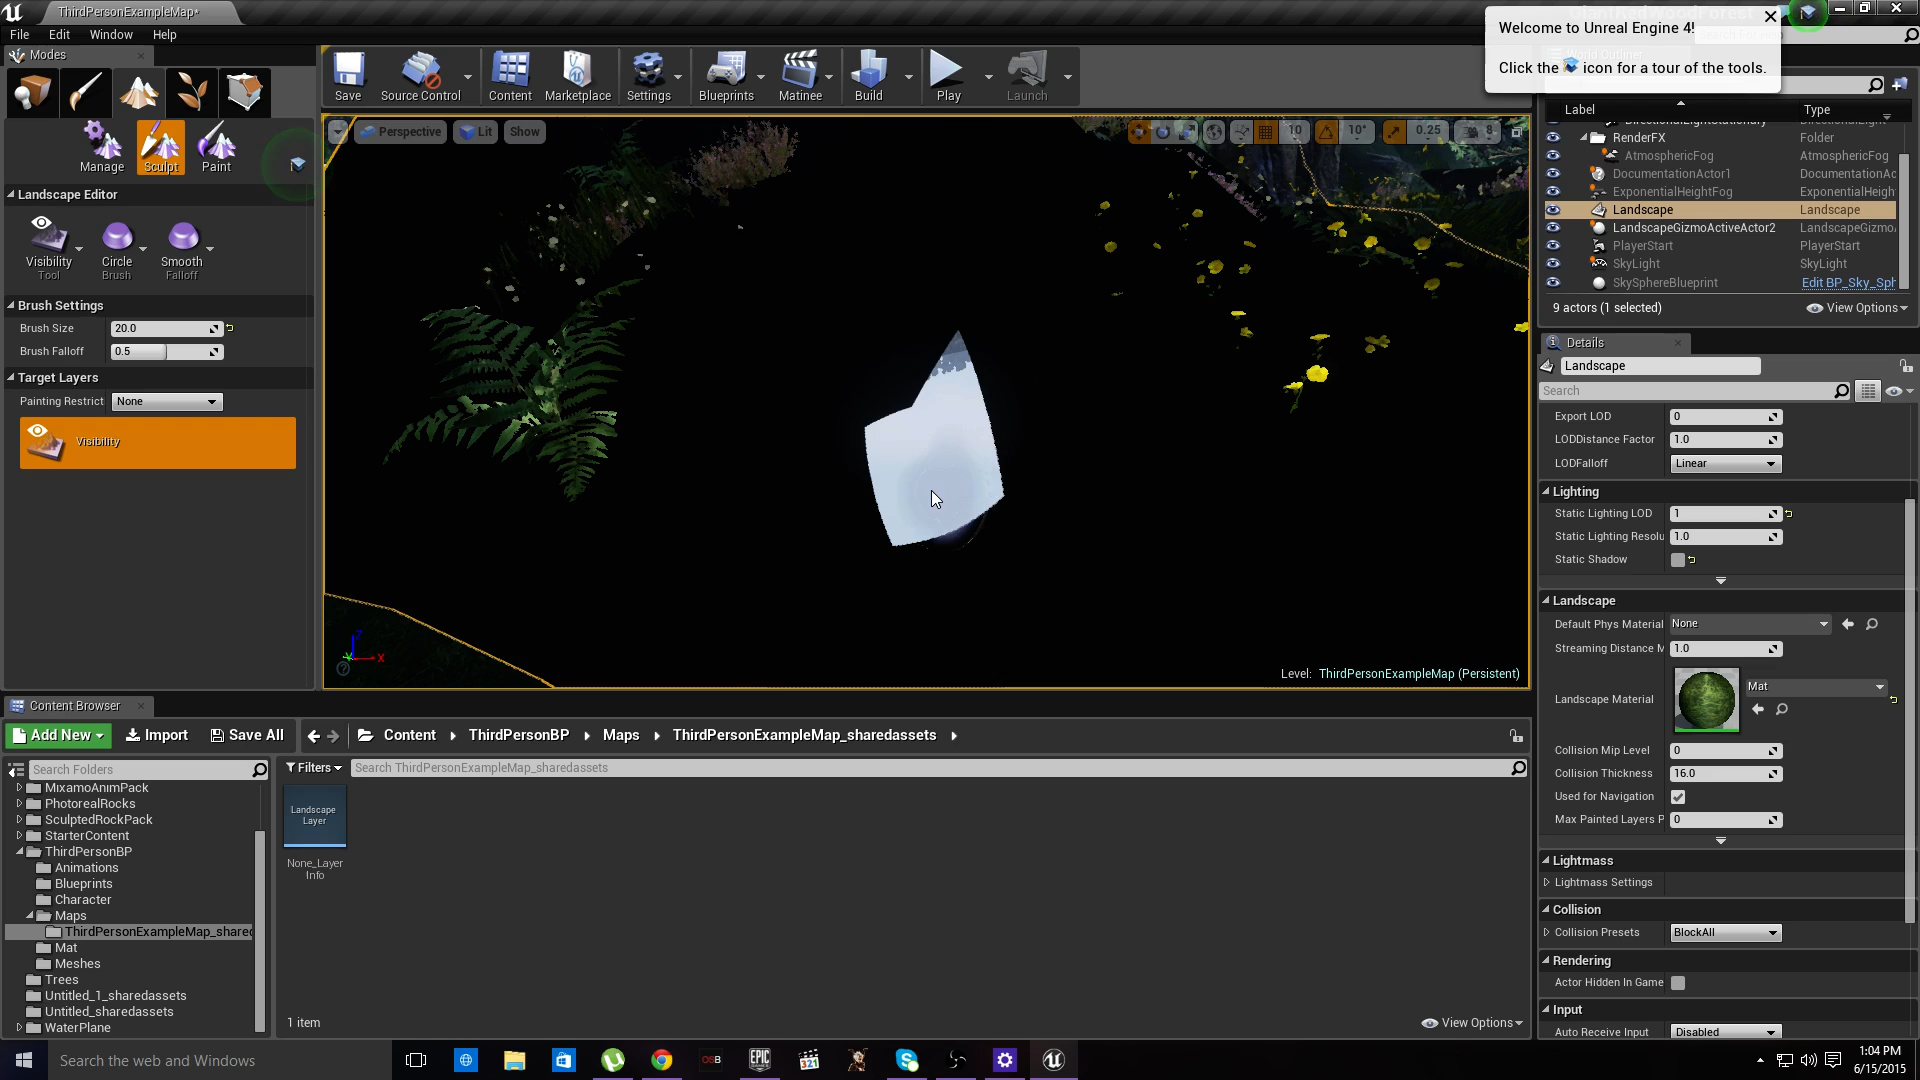 ThirdPersonExampleMap*
Welcome to Unreal Engine 4!
Click the icon for a tour of the tools.
File Edit Window Help
Modes
Save
Source Control
Content
Marketplace
Settings
Blueprints
Matinee
Build
Play
Launch
Manage
Sculpt
Paint
Landscape Editor
Visibility
Tool
Circle
Brush
Smooth
Falloff
Brush Settings
Brush Size 20.0
Brush Falloff 0.5
Target Layers
Painting Restrict None
Visibility
Perspective
Lit
Show
10
10°
0.25
8
Z
X
Level: ThirdPersonExampleMap (Persistent)
Label Type
RenderFX Folder
AtmosphericFog AtmosphericFog
DocumentationActor1 DocumentationAc
ExponentialHeightFog ExponentialHeigh
Landscape Landscape
LandscapeGizmoActiveActor2 LandscapeGizmoA
PlayerStart PlayerStart
SkyLight SkyLight
SkySphereBlueprint Edit BP_Sky_Sph
9 actors (1 selected)
View Options
Details
Landscape
Search
Export LOD 0
LODDistance Factor 1.0
LODFalloff Linear
Lighting
Static Lighting LOD 1
Static Lighting Resolu 1.0
Static Shadow
Landscape
Default Phys Material None
Streaming Distance M 1.0
Landscape Material Mat
Collision Mip Level 0
Collision Thickness 16.0
Used for Navigation
Max Painted Layers P 0
Lightmass
Lightmass Settings
Collision
Collision Presets BlockAll
Rendering
Actor Hidden In Game
Input
Auto Receive Input Disabled
Content Browser
Add New
Import
Save All
Content ThirdPersonBP Maps ThirdPersonExampleMap_sharedassets
Search Folders
Filters
Search ThirdPersonExampleMap_sharedassets
MixamoAnimPack
PhotorealRocks
SculptedRockPack
StarterContent
ThirdPersonBP
Animations
Blueprints
Character
Maps
ThirdPersonExampleMap_shared
Mat
Meshes
Trees
Untitled_1_sharedassets
Untitled_sharedassets
WaterPlane
Landscape
Layer
None_Layer
Info
1 item
View Options
Search the web and Windows
OSB
EPIC
GAMES
321
1:04 PM
6/15/2015